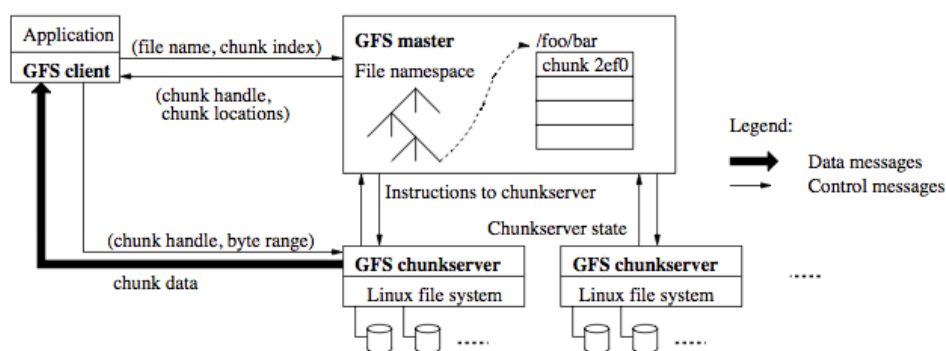 Application
GFS client
(file name, chunk index)
(chunk handle,
chunk locations)
GFS master
File namespace
/foo/bar
chunk 2ef0
Legend:
Data messages
Control messages
Instructions to chunkserver
Chunkserver state
(chunk handle, byte range)
chunk data
GFS chunkserver
Linux file system
GFS chunkserver
Linux file system